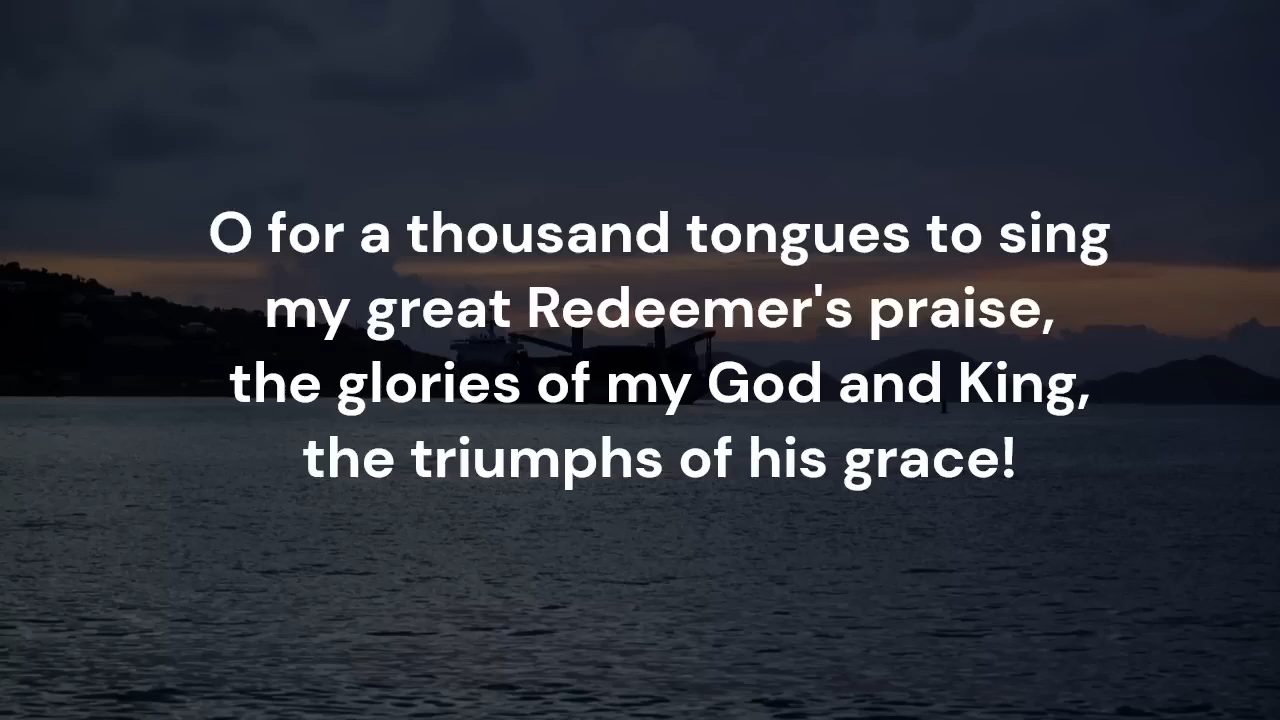 O for a thousand tongues to sing
my great Redeemer's praise,
the glories of my God and King,
the triumphs of his grace!